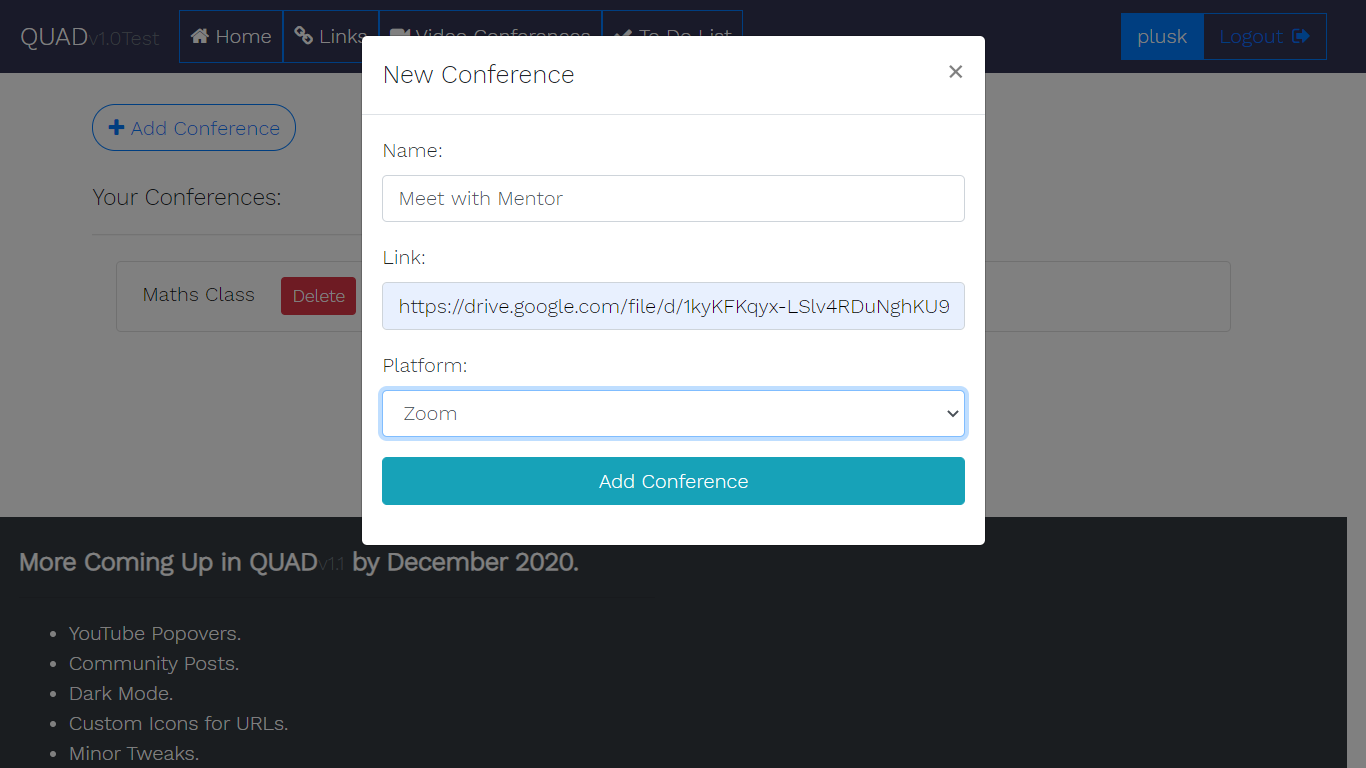 QUADv1.0Test Home Links Video Conferences To Do List plusk Logout
New Conference ×
Add Conference
Your Conferences:
Maths Class Delete
Name:
Meet with Mentor
Link:
https://drive.google.com/file/d/1kyKFKqyx-LSlv4RDuNghKU9
Platform:
Zoom
Add Conference
More Coming Up in QUADv1.1 by December 2020.
• YouTube Popovers.
• Community Posts.
• Dark Mode.
• Custom Icons for URLs.
• Minor Tweaks.